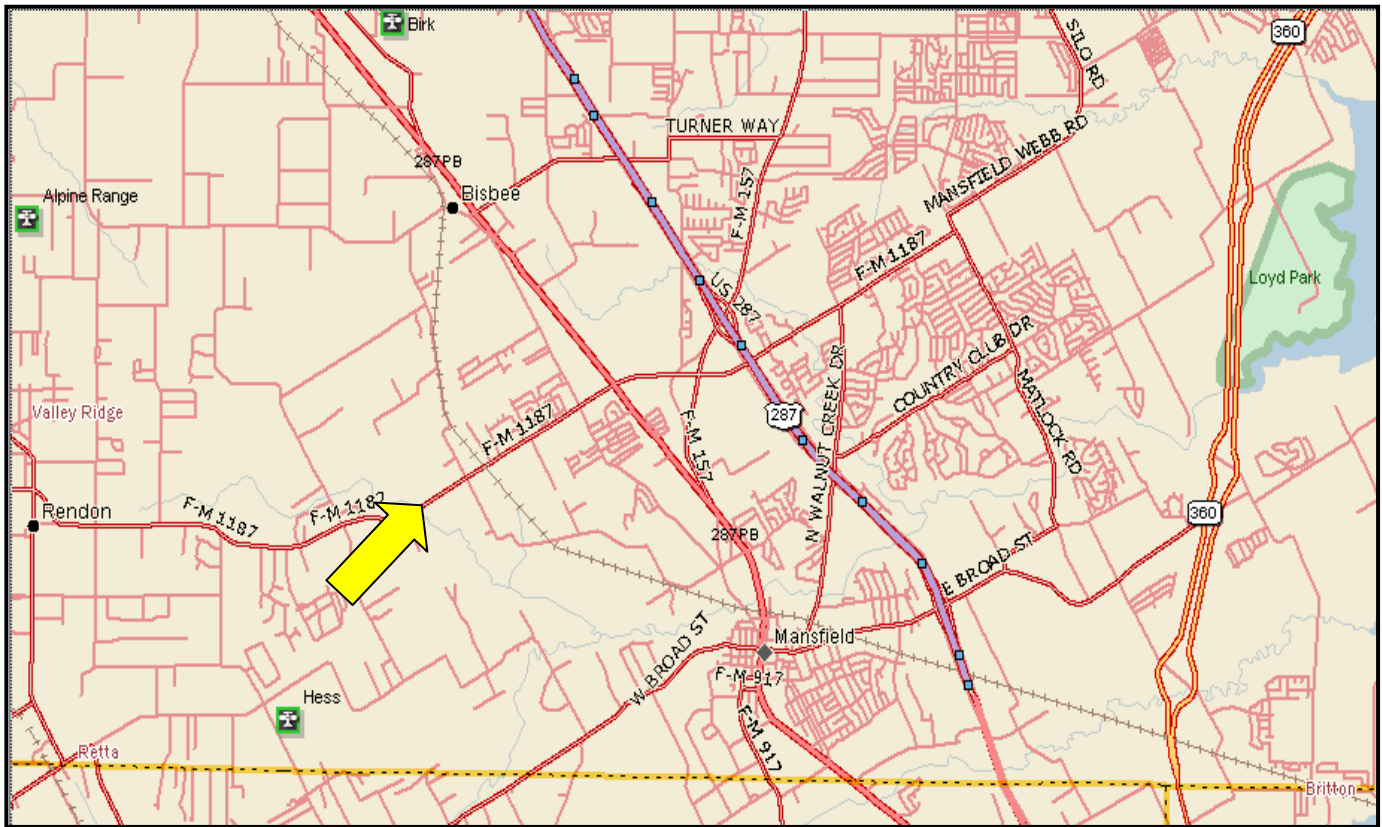 Birk
360
SILO RD
TURNER WAY
287PB
MANSFIELD WEBB RD
F-M 157
Alpine Range
Bisbee
F-M 1187
US 287
Loyd Park
COUNTRY CLUB DR
N WALNUT CREEK DR
MATLOCK RD
287
Valley Ridge
F-M 1187
F-M 157
Rendon
F-M 1187
F-M 1187
360
287PB
E BROAD ST
Mansfield
W BROAD ST
F-M 917
Hess
F-M 917
Retta
Britton